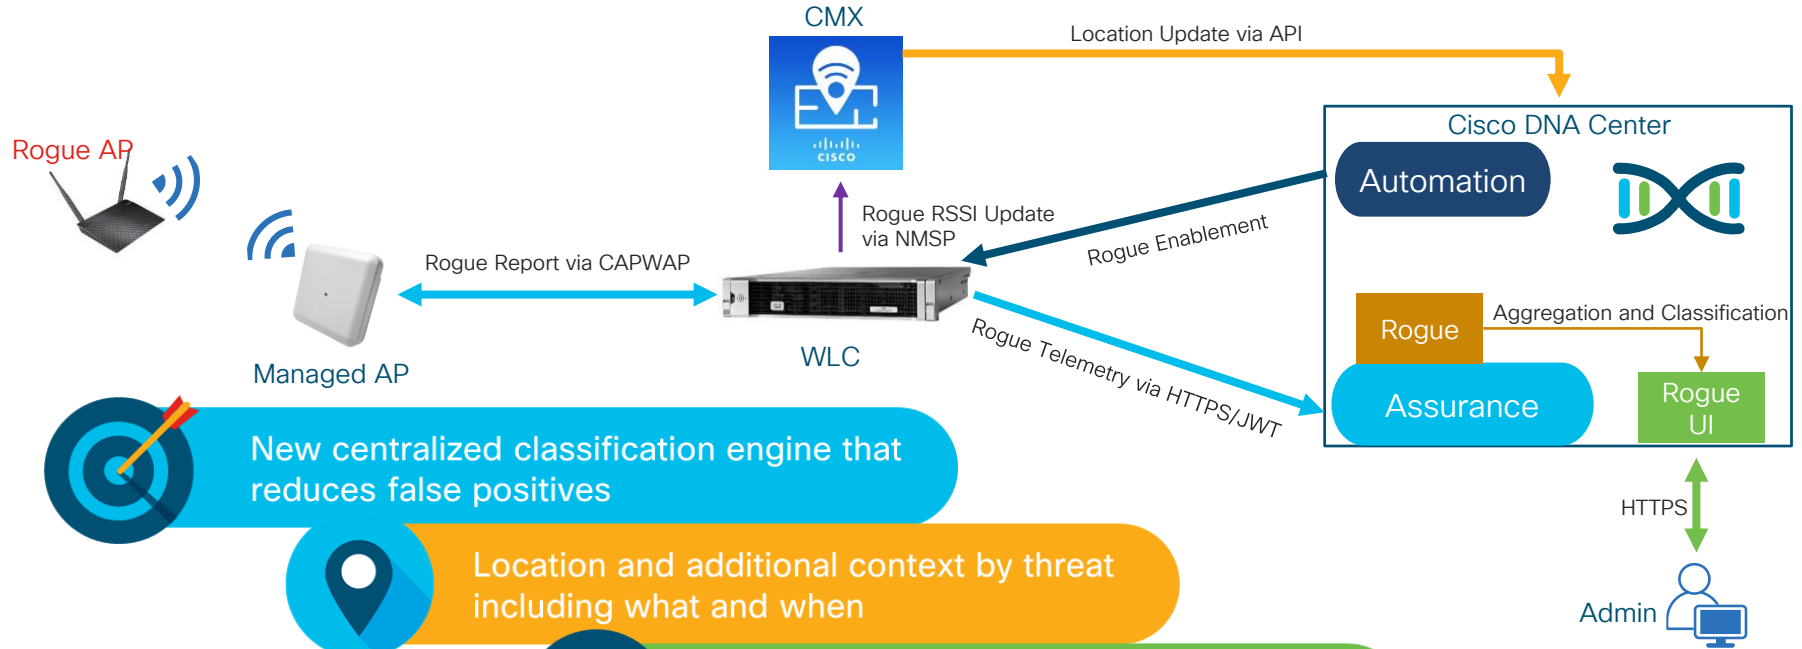 CMX
Location Update via API
CISCO
Cisco DNA Center
Rogue AP
Automation
Rogue RSSI Update
via NMSP
Rogue Enablement
Rogue Report via CAPWAP
Rogue
Aggregation and Classification
Rogue Telemetry via HTTPS/JWT
WLC
Managed AP
Assurance
Rogue
UI
New centralized classification engine that
reduces false positives
HTTPS
Location and additional context by threat
including what and when
Admin